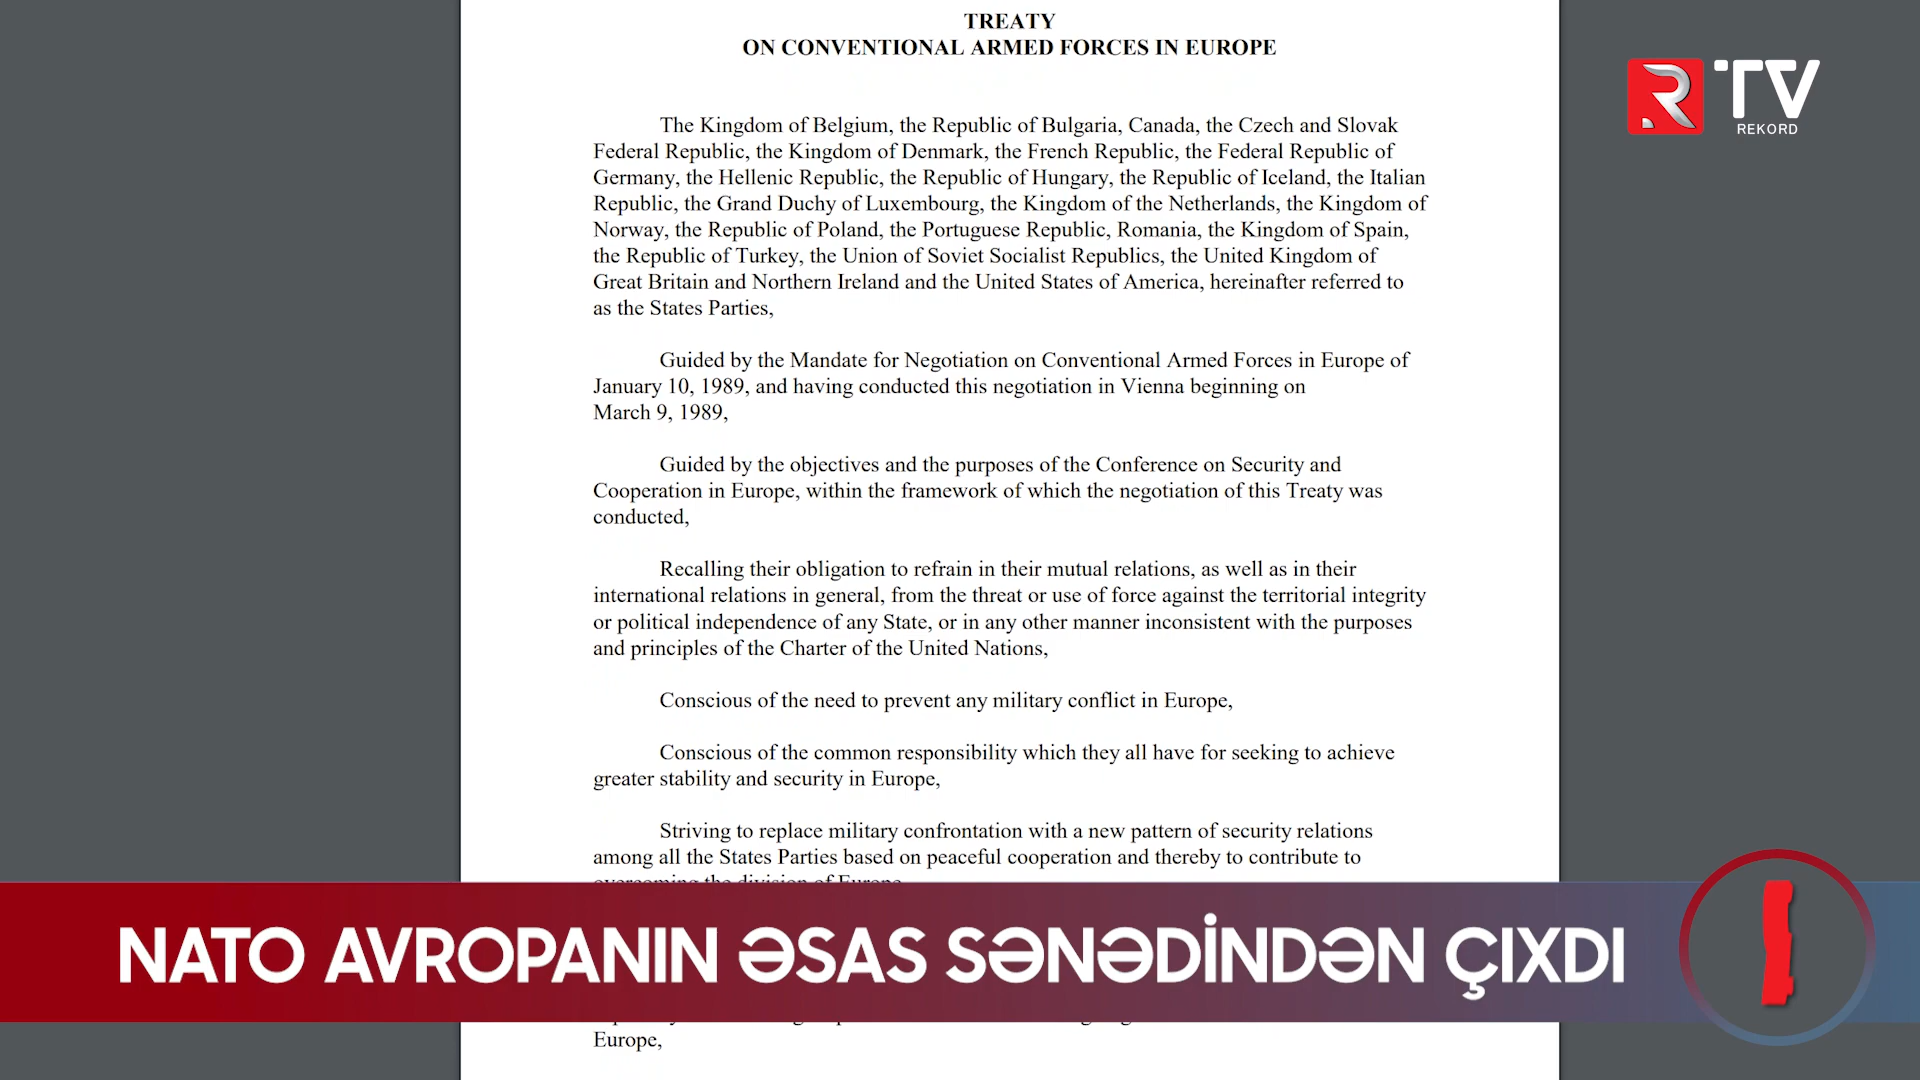 TREATY
ON CONVENTIONAL ARMED FORCES IN EUROPE
The Kingdom of Belgium, the Republic of Bulgaria, Canada, the Czech and Slovak
Federal Republic, the Kingdom of Denmark, the French Republic, the Federal Republic of
Germany, the Hellenic Republic, the Republic of Hungary, the Republic of Iceland, the Italian
Republic, the Grand Duchy of Luxembourg, the Kingdom of the Netherlands, the Kingdom of
Norway, the Republic of Poland, the Portuguese Republic, Romania, the Kingdom of Spain,
the Republic of Turkey, the Union of Soviet Socialist Republics, the United Kingdom of
Great Britain and Northern Ireland and the United States of America, hereinafter referred to
as the States Parties,
Guided by the Mandate for Negotiation on Conventional Armed Forces in Europe of
January 10, 1989, and having conducted this negotiation in Vienna beginning on
March 9, 1989,
Guided by the objectives and the purposes of the Conference on Security and
Cooperation in Europe, within the framework of which the negotiation of this Treaty was
conducted,
Recalling their obligation to refrain in their mutual relations, as well as in their
international relations in general, from the threat or use of force against the territorial integrity
or political independence of any State, or in any other manner inconsistent with the purposes
and principles of the Charter of the United Nations,
Conscious of the need to prevent any military conflict in Europe,
Conscious of the common responsibility which they all have for seeking to achieve
greater stability and security in Europe,
Striving to replace military confrontation with a new pattern of security relations
among all the States Parties based on peaceful cooperation and thereby to contribute to
overcoming the division of Europe,
Europe,
R TV
REKORD
NATO AVROPANIN ƏSAS SƏNƏDİNDƏN ÇIXDI